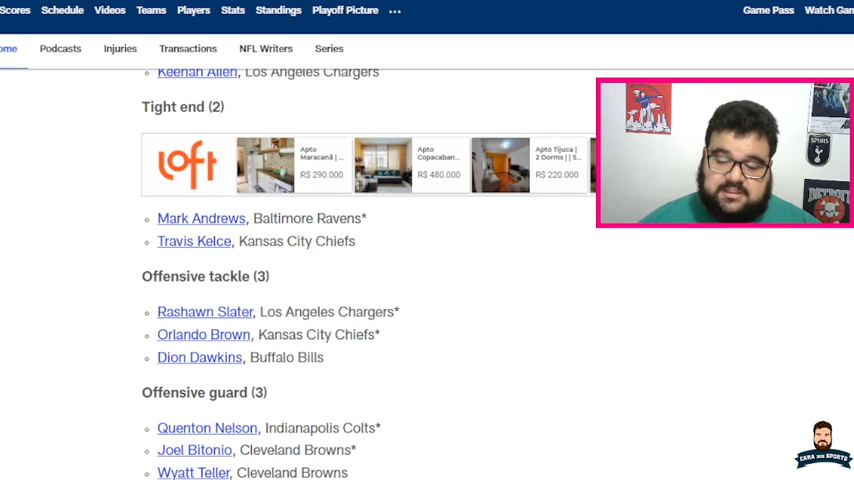 Scores Schedule Videos Teams Players Stats Standings Playoff Picture ... Game Pass Watch Gam
ome Podcasts Injuries Transactions NFL Writers Series
Keenan Allen, Los Angeles Chargers
Tight end (2)
loft
Apto Maracanã | ...
R$ 290.000
Apto Copacaban...
R$ 480.000
Apto Tijuca | 2 Dorms | | 5...
R$ 220.000
SPURS
DETROIT
Mark Andrews, Baltimore Ravens*
Travis Kelce, Kansas City Chiefs
Offensive tackle (3)
Rashawn Slater, Los Angeles Chargers*
Orlando Brown, Kansas City Chiefs*
Dion Dawkins, Buffalo Bills
Offensive guard (3)
Quenton Nelson, Indianapolis Colts*
Joel Bitonio, Cleveland Browns*
Wyatt Teller, Cleveland Browns
CARA DOS SPORTS